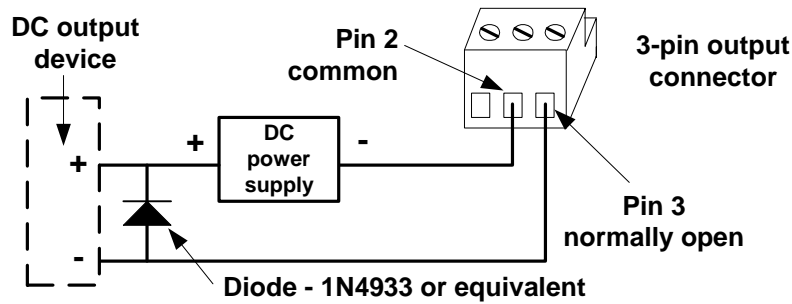 DC output
device
Pin 2
common
3-pin output
connector
+
DC
power
supply
-
+
-
Pin 3
normally open
Diode - 1N4933 or equivalent